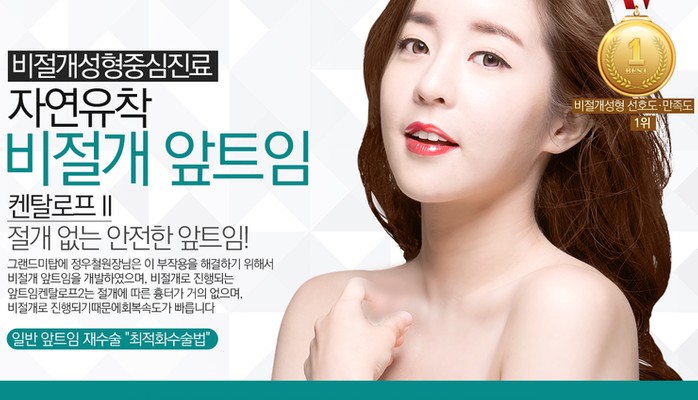 비절개성형중심진료
자연유착
비절개 앞트임
켄탈로프 II
절개 없는 안전한 앞트임!
그랜드미탑에 정우철원장님은 이 부작용을 해결하기 위해서
비절개 앞트임을 개발하였으며, 비절개로 진행되는
앞트임켄탈로프2는 절개에 따른 흉터가 거의 없으며,
비절개로 진행되기때문에회복속도가 빠릅니다
일반 앞트임 재수술 "최적화수술법"
1
BEST
비절개성형 선호도·만족도
1위